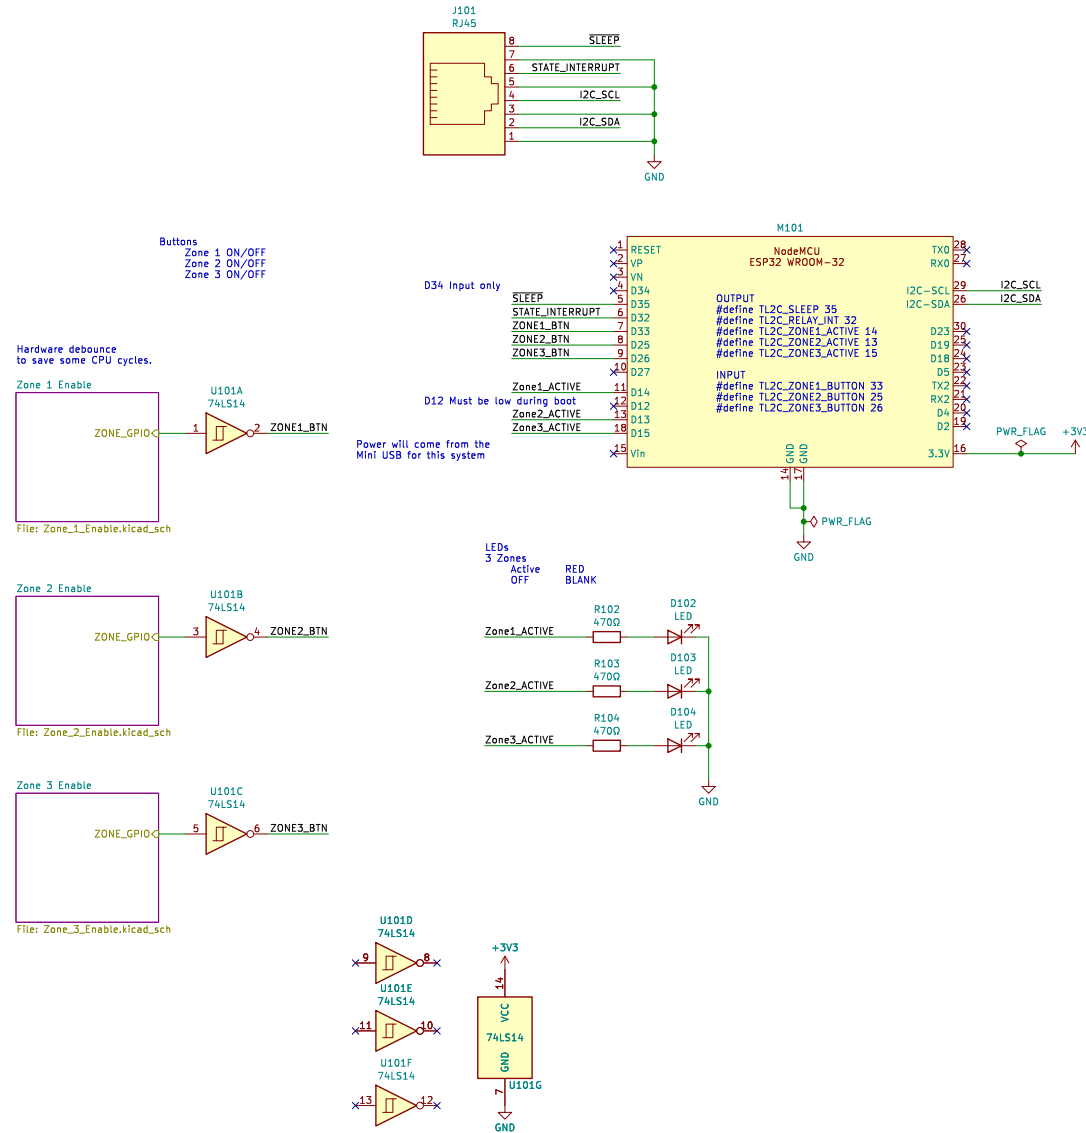 J101
RJ45
8
SLEEP
7
6
STATE_INTERRUPT
5
4
I2C_SCL
3
2
I2C_SDA
1
GND
Buttons
Zone 1 ON/OFF
Zone 2 ON/OFF
Zone 3 ON/OFF
Hardware debounce
to save some CPU cycles.
Zone 1 Enable
ZONE_GPIO
File: Zone_1_Enable.kicad_sch
U101A
74LS14
1
2
ZONE1_BTN
Zone 2 Enable
ZONE_GPIO
File: Zone_2_Enable.kicad_sch
U101B
74LS14
3
4
ZONE2_BTN
Zone 3 Enable
ZONE_GPIO
File: Zone_3_Enable.kicad_sch
U101C
74LS14
5
6
ZONE3_BTN
M101
NodeMCU
ESP32 WROOM-32
D34 Input only
SLEEP
STATE_INTERRUPT
ZONE1_BTN
ZONE2_BTN
ZONE3_BTN
Zone1_ACTIVE
D12 Must be low during boot
Zone2_ACTIVE
Zone3_ACTIVE
Power will come from the
Mini USB for this system
1 RESET
2 VP
3 VN
4 D34
5 D35
6 D32
7 D33
8 D25
9 D26
10 D27
11 D14
12 D12
13 D13
18 D15
15 Vin
OUTPUT
#define TL2C_SLEEP 35
#define TL2C_RELAY_INT 32
#define TL2C_ZONE1_ACTIVE 14
#define TL2C_ZONE2_ACTIVE 13
#define TL2C_ZONE3_ACTIVE 15
INPUT
#define TL2C_ZONE1_BUTTON 33
#define TL2C_ZONE2_BUTTON 25
#define TL2C_ZONE3_BUTTON 26
TX0 28
RX0 27
I2C-SCL 29 I2C_SCL
I2C-SDA 26 I2C_SDA
D23 30
D19 25
D18 24
D5 23
TX2 22
RX2 21
D4 20
D2 19
3.3V 16
PWR_FLAG
+3V3
GND
GND
14
17
PWR_FLAG
GND
LEDs
3 Zones
Active RED
OFF BLANK
Zone1_ACTIVE
R102
470Ω
D102
LED
Zone2_ACTIVE
R103
470Ω
D103
LED
Zone3_ACTIVE
R104
470Ω
D104
LED
GND
U101D
74LS14
9
8
U101E
74LS14
11
10
U101F
74LS14
13
12
+3V3
14
VCC
74LS14
GND
U101G
7
GND